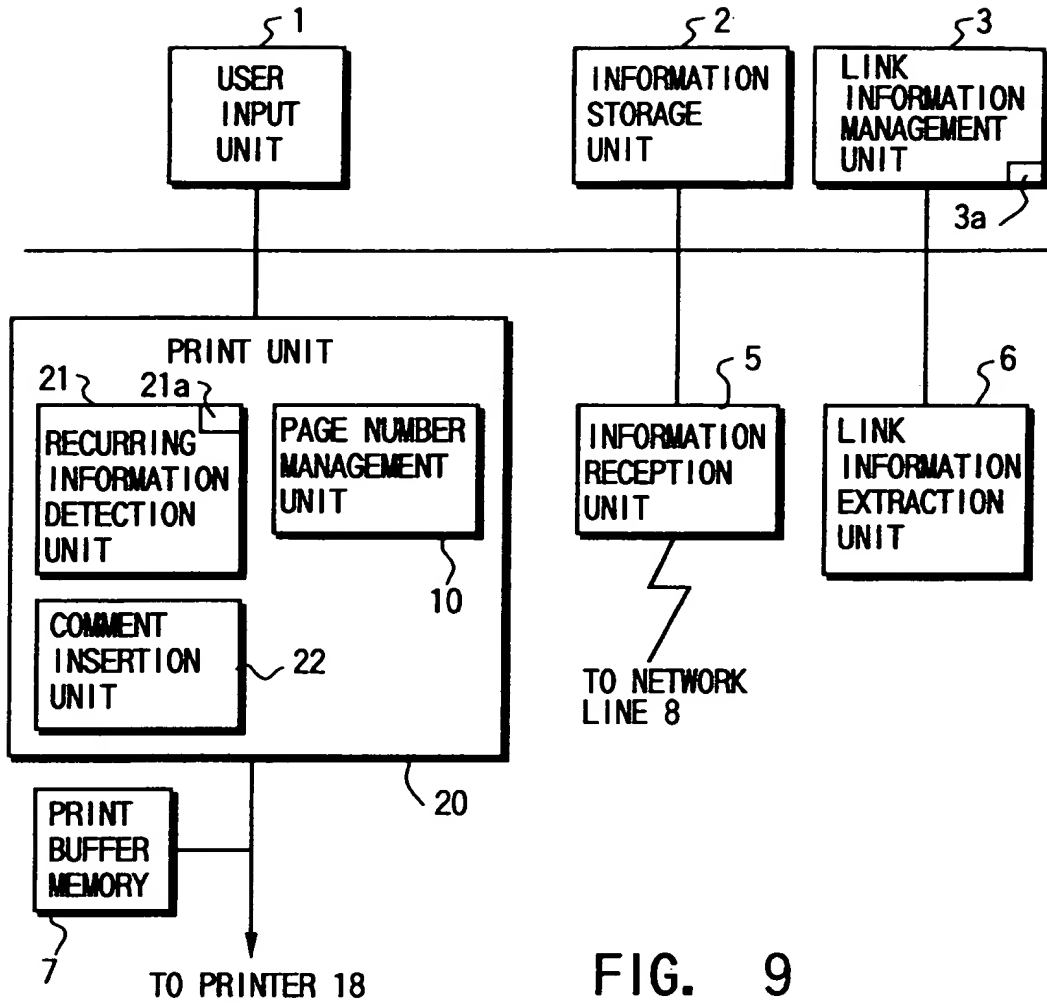 1
USER
INPUT
UNIT
2
INFORMATION
STORAGE
UNIT
3
LINK
INFORMATION
MANAGEMENT
UNIT
3a
PRINT UNIT
21
21a
RECURRING
INFORMATION
DETECTION
UNIT
PAGE NUMBER
MANAGEMENT
UNIT
10
COMMENT
INSERTION
UNIT
22
20
5
INFORMATION
RECEPTION
UNIT
TO NETWORK
LINE 8
6
LINK
INFORMATION
EXTRACTION
UNIT
PRINT
BUFFER
MEMORY
7
TO PRINTER 18
FIG. 9